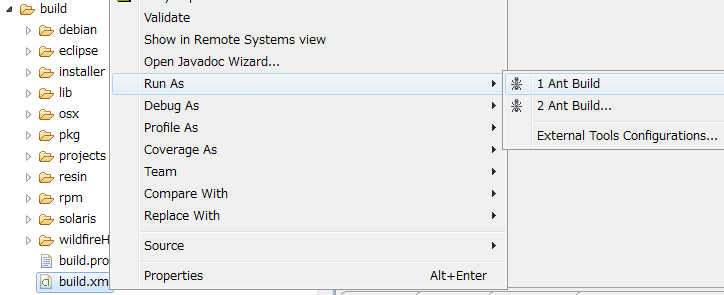 build
debian
eclipse
installer
lib
osx
pkg
projects
resin
rpm
solaris
wildfireH
build.pro
build.xm
Validate
Show in Remote Systems view
Open Javadoc Wizard...
Run As
Debug As
Profile As
Coverage As
Team
Compare With
Replace With
Source
Properties Alt+Enter
1 Ant Build
2 Ant Build...
External Tools Configurations...